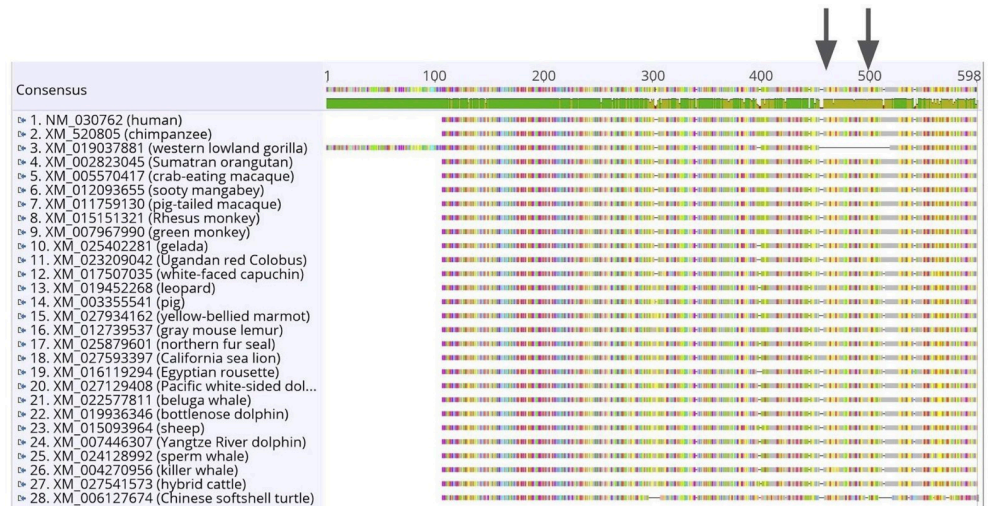 1 100 200 300 400 500 598
Consensus
1. NM_030762 (human)
2. XM_520805 (chimpanzee)
3. XM_019037881 (western lowland gorilla)
4. XM_002823045 (Sumatran orangutan)
5. XM_005570417 (crab-eating macaque)
6. XM_012093655 (sooty mangabey)
7. XM_011759130 (pig-tailed macaque)
8. XM_015151321 (Rhesus monkey)
9. XM_007967990 (green monkey)
10. XM_025402281 (gelada)
11. XM_023209042 (Ugandan red Colobus)
12. XM_017507035 (white-faced capuchin)
13. XM_019452268 (leopard)
14. XM_003355541 (pig)
15. XM_027934162 (yellow-bellied marmot)
16. XM_012739537 (gray mouse lemur)
17. XM_025879601 (northern fur seal)
18. XM_027593397 (California sea lion)
19. XM_016119294 (Egyptian rousette)
20. XM_027129408 (Pacific white-sided dol...
21. XM_022577811 (beluga whale)
22. XM_019936346 (bottlenose dolphin)
23. XM_015093964 (sheep)
24. XM_007446307 (Yangtze River dolphin)
25. XM_024128992 (sperm whale)
26. XM_004270956 (killer whale)
27. XM_027541573 (hybrid cattle)
28. XM_006127674 (Chinese softshell turtle)